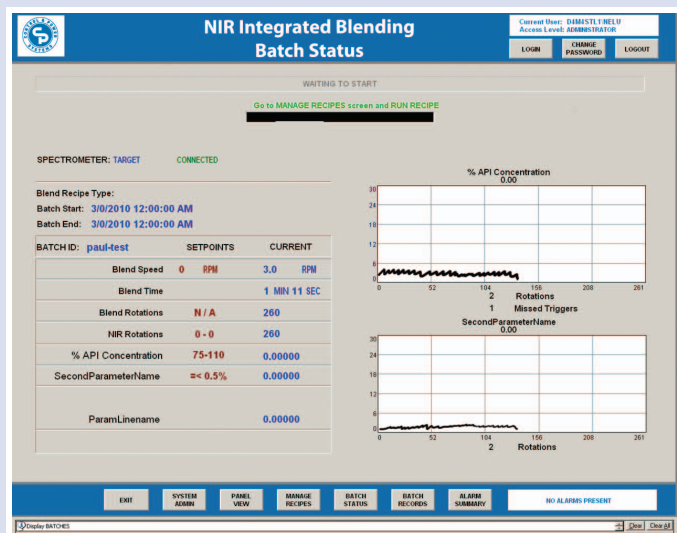 CONTROL & POWER SYSTEMS
NIR Integrated Blending
Batch Status
Current User: D4M4STL1\NELU
Access Level: ADMINISTRATOR
LOGIN CHANGE PASSWORD LOGOUT
WAITING TO START
Go to MANAGE RECIPES screen and RUN RECIPE
SPECTROMETER: TARGET CONNECTED
Blend Recipe Type:
Batch Start: 3/0/2010 12:00:00 AM
Batch End: 3/0/2010 12:00:00 AM
BATCH ID: paul-test SETPOINTS CURRENT
Blend Speed 0 RPM 3.0 RPM
Blend Time 1 MIN 11 SEC
Blend Rotations N / A 260
NIR Rotations 0 - 0 260
% API Concentration 75-110 0.00000
SecondParameterName =< 0.5% 0.00000
ParamLinename 0.00000
% API Concentration
0.00
30
24
18
12
6
0
0 52 104 156 208 261
2 Rotations
1 Missed Triggers
SecondParameterName
0.00
30
24
18
12
6
0
0 52 104 156 208 261
2 Rotations
EXIT SYSTEM ADMIN PANEL VIEW MANAGE RECIPES BATCH STATUS BATCH RECORDS ALARM SUMMARY NO ALARMS PRESENT
Display BATCHES Clear Clear All